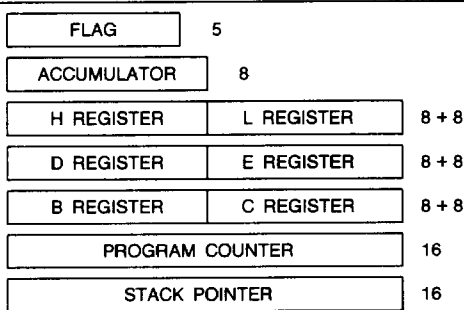 FLAG 5
ACCUMULATOR 8
H REGISTER L REGISTER 8 + 8
D REGISTER E REGISTER 8 + 8
B REGISTER C REGISTER 8 + 8
PROGRAM COUNTER 16
STACK POINTER 16